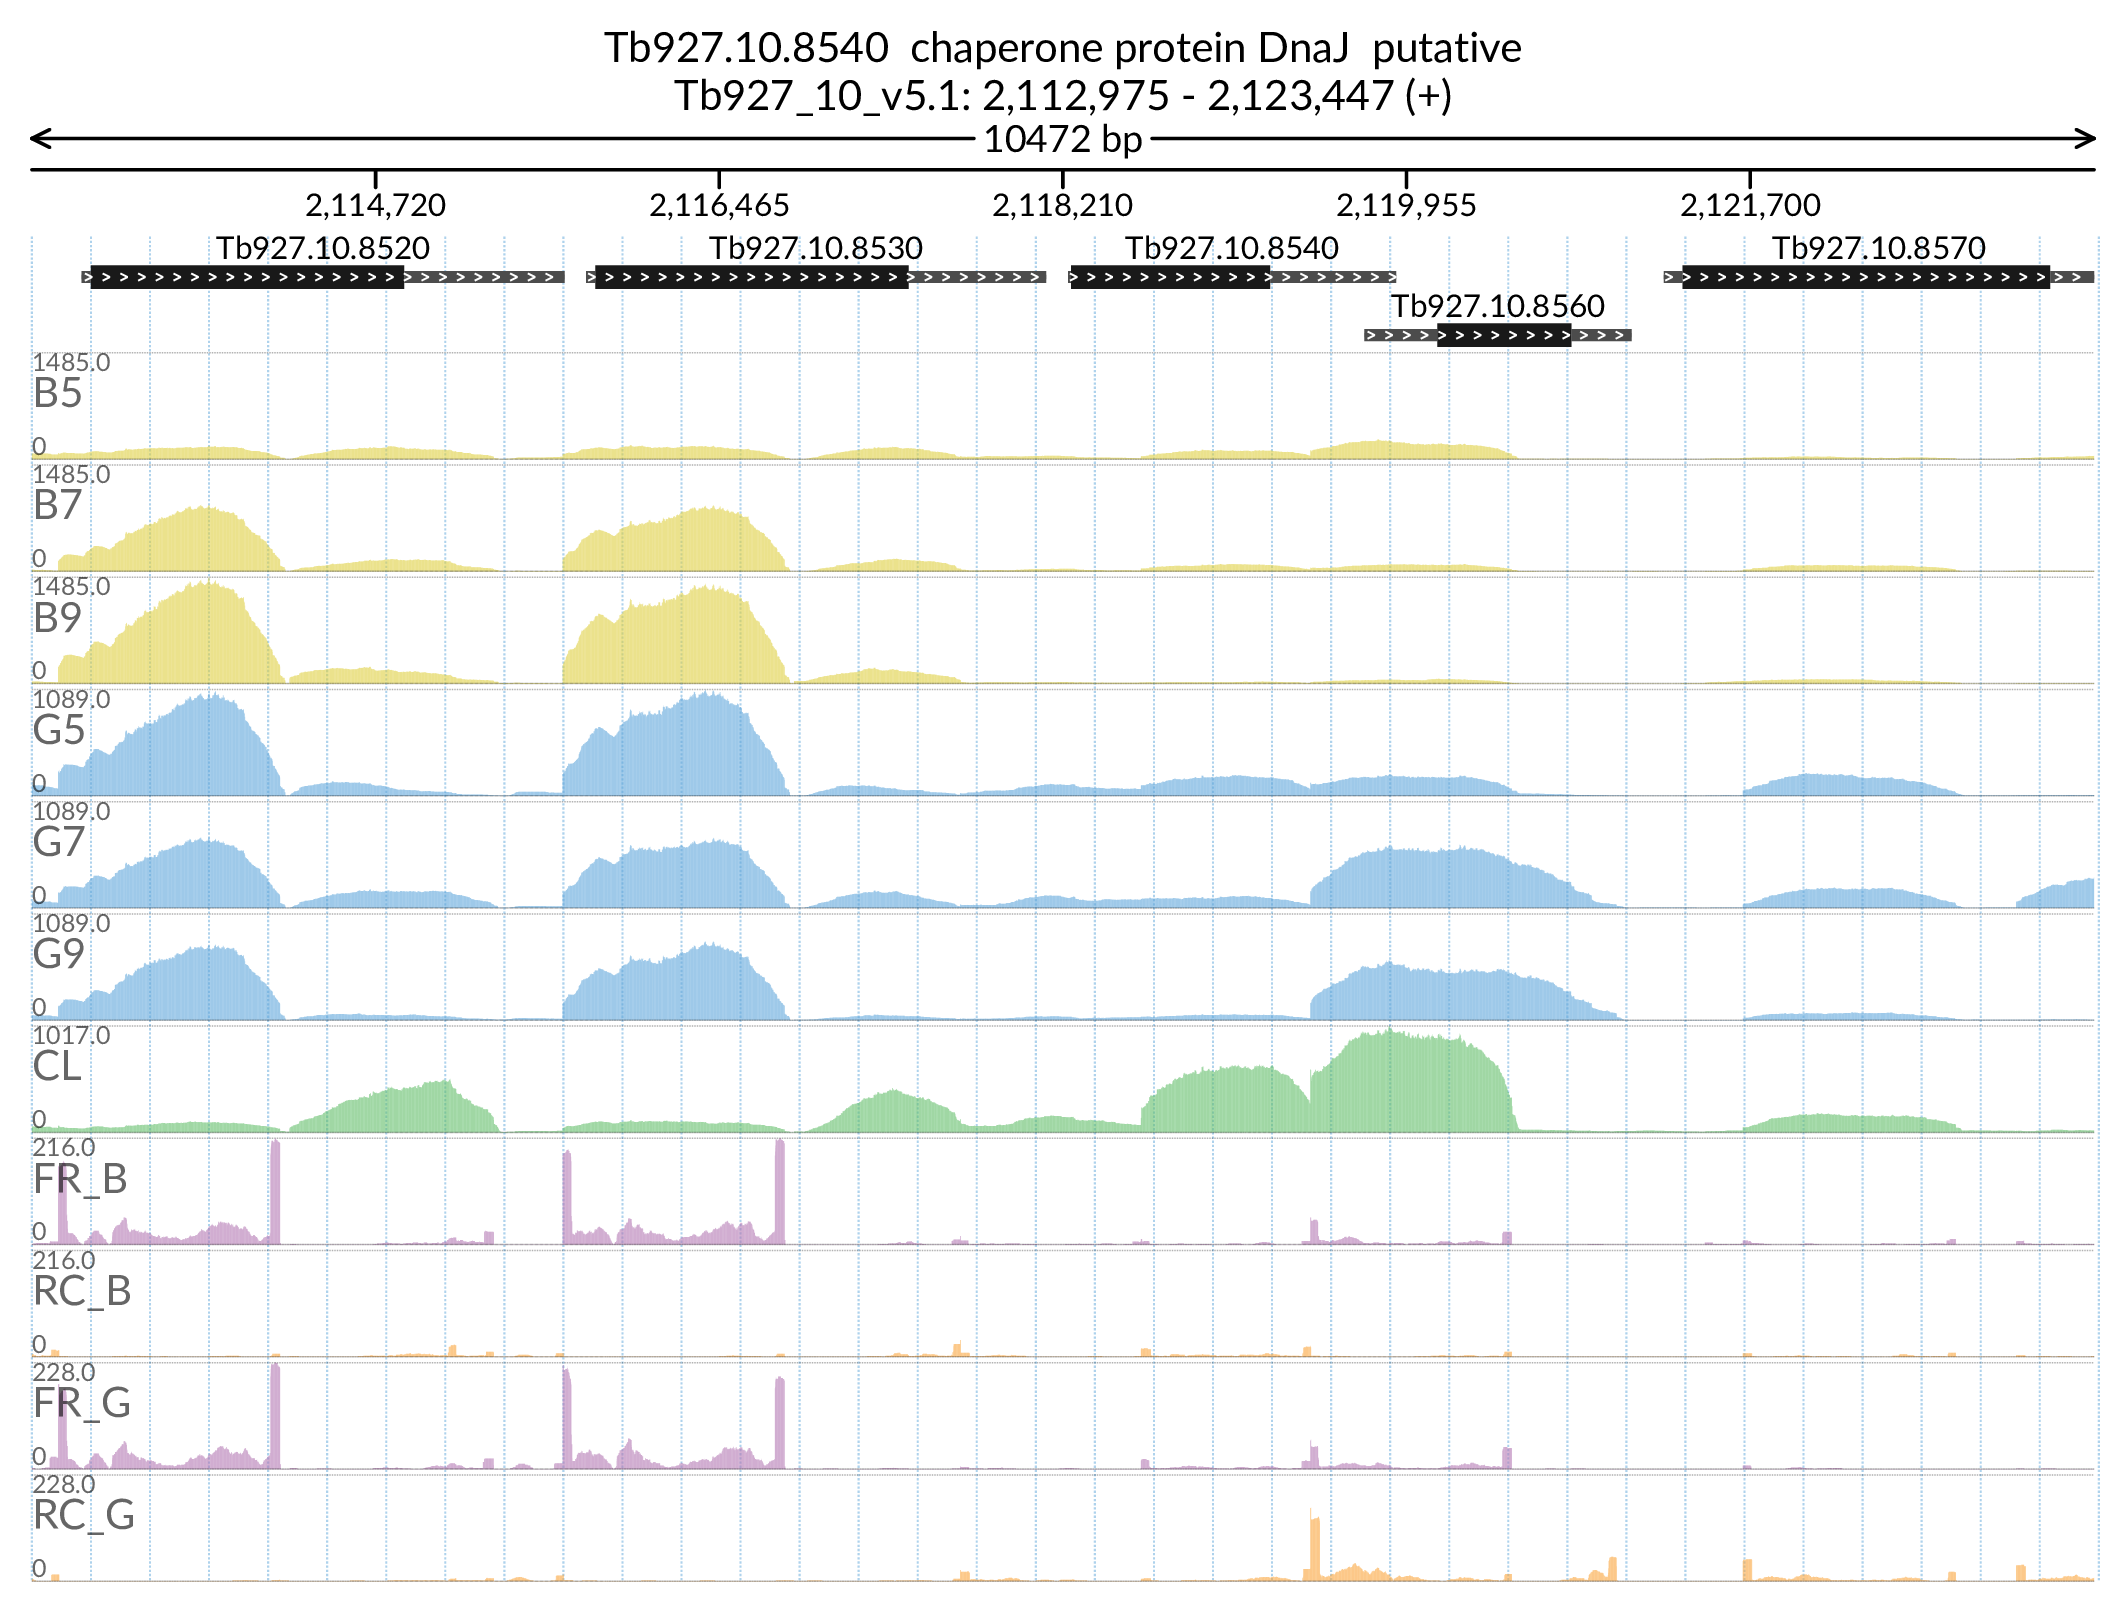 Tb927.10.8540  chaperone protein DnaJ  putative
Tb927_10_v5.1: 2,112,975 - 2,123,447 (+)
10472 bp
2,114,720 2,116,465 2,118,210 2,119,955 2,121,700
Tb927.10.8520 Tb927.10.8530 Tb927.10.8540 Tb927.10.8570
Tb927.10.8560
1485.0
B5
0
1485.0
B7
0
1485.0
B9
0
1089.0
G5
0
1089.0
G7
0
1089.0
G9
0
1017.0
CL
0
216.0
FR_B
0
216.0
RC_B
0
228.0
FR_G
0
228.0
RC_G
0